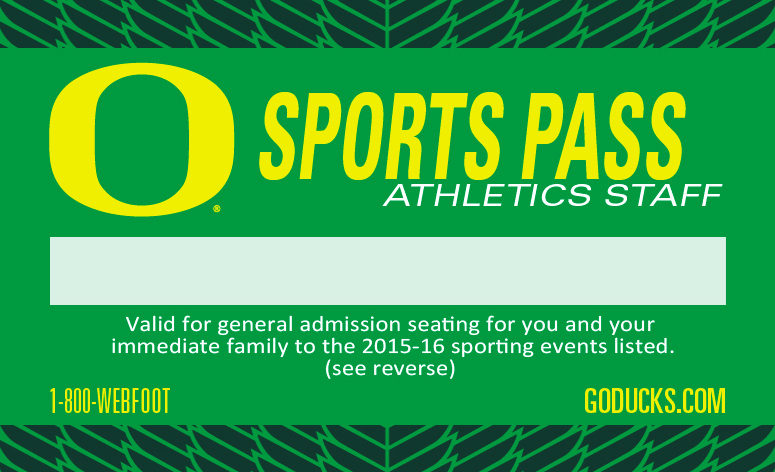 O®
SPORTS PASS
ATHLETICS STAFF
Valid for general admission seating for you and your
immediate family to the 2015-16 sporting events listed.
(see reverse)
1-800-WEBFOOT
GODUCKS.COM